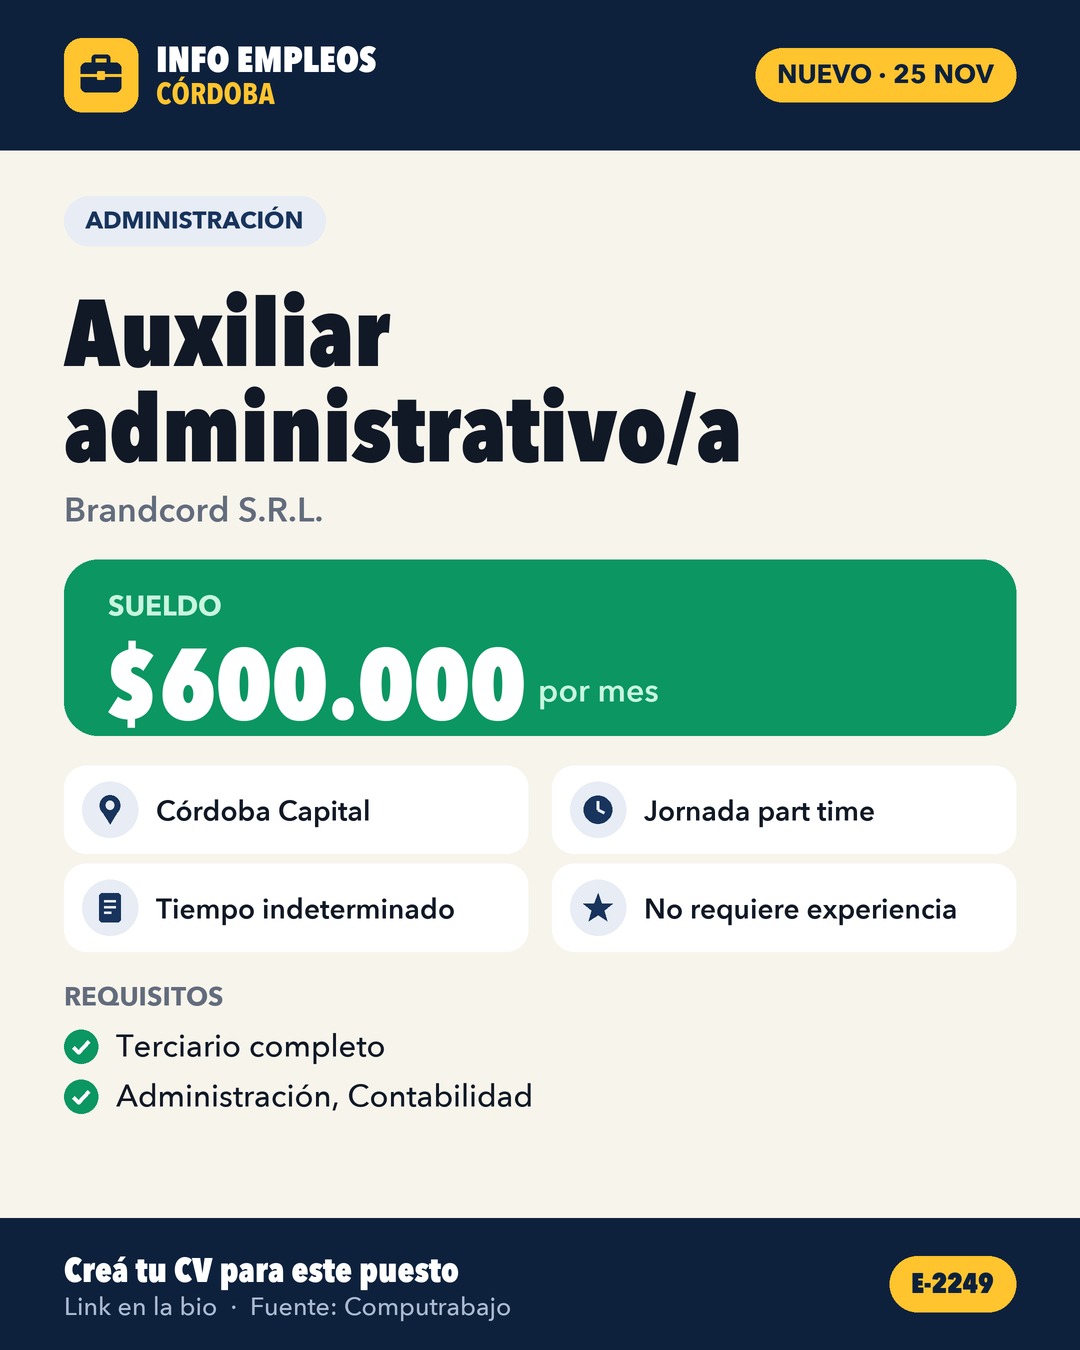 INFO EMPLEOS
CÓRDOBA
NUEVO · 25 NOV
ADMINISTRACIÓN
Auxiliar
administrativo/a
Brandcord S.R.L.
SUELDO
$600.000 por mes
Córdoba Capital
Jornada part time
Tiempo indeterminado
No requiere experiencia
REQUISITOS
Terciario completo
Administración, Contabilidad
Creá tu CV para este puesto
Link en la bio · Fuente: Computrabajo
E-2249